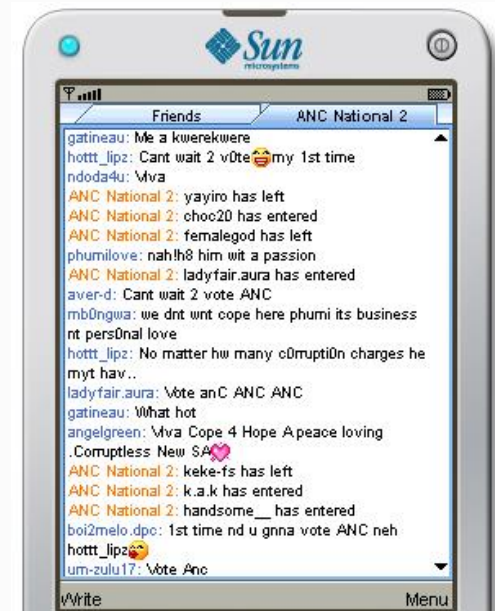 Sun
microsystems
Friends
ANC National 2
gatineau: Me a kwerekwere
hottt_lipz: Cant wait 2 v0te my 1st time
ndoda4u: Viva
ANC National 2: yayiro has left
ANC National 2: choc20 has entered
ANC National 2: femalegod has left
phumilove: nah!h8 him wit a passion
ANC National 2: ladyfair.aura has entered
aver-d: Cant wait 2 vote ANC
mb0ngwa: we dnt wnt cope here phumi its business
nt pers0nal love
hottt_lipz: No matter hw many c0rrupti0n charges he
myt hav..
ladyfair.aura: Vote anC ANC ANC
gatineau: What hot
angelgreen: Viva Cope 4 Hope A peace loving
.Corruptless New SA
ANC National 2: keke-fs has left
ANC National 2: k.a.k has entered
ANC National 2: handsome__ has entered
boi2melo.dpc: 1st time nd u gnna vote ANC neh
hottt_lipz
um-zulu17: Vote Anc
Write
Menu